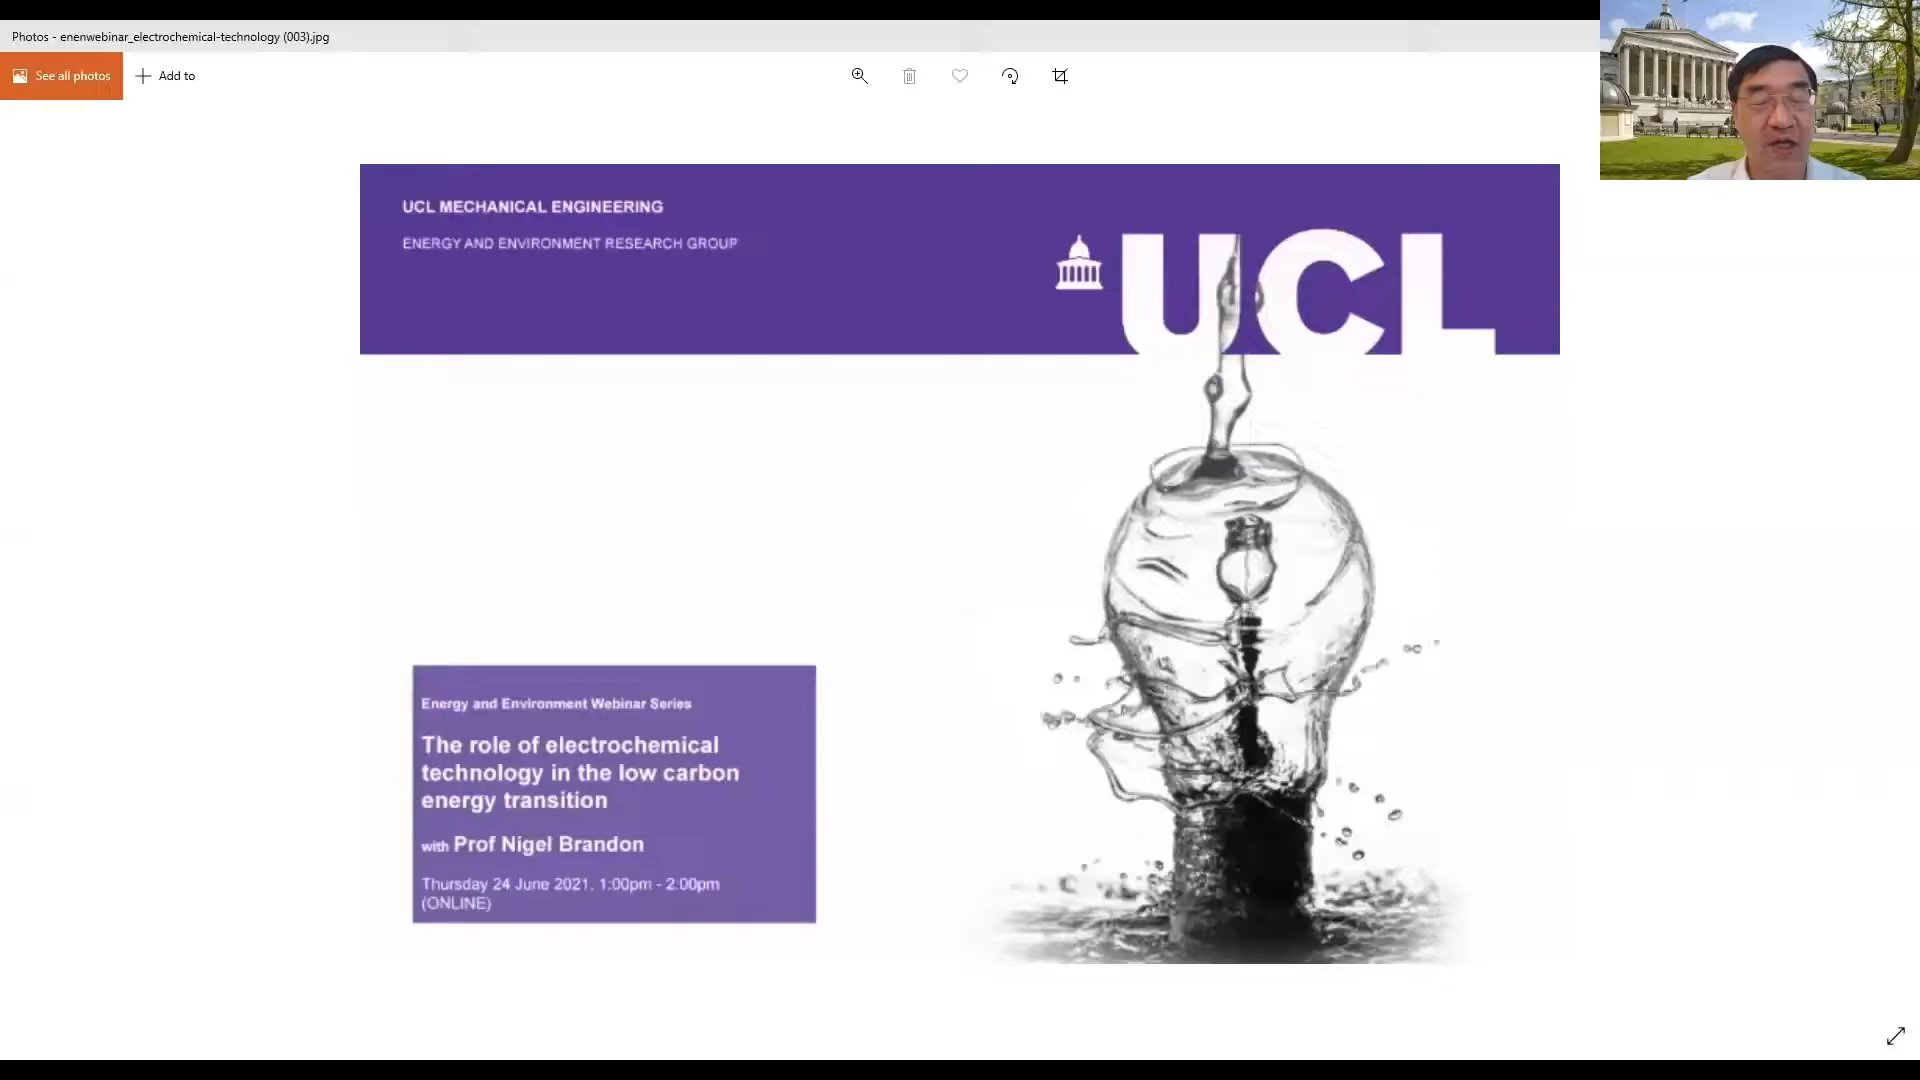 Photos - enenwebinar_electrochemical-technology (003).jpg
See all photos
Add to
UCL MECHANICAL ENGINEERING
ENERGY AND ENVIRONMENT RESEARCH GROUP
UCL
Energy and Environment Webinar Series
The role of electrochemical
technology in the low carbon
energy transition
with Prof Nigel Brandon
Thursday 24 June 2021, 1:00pm - 2:00pm
(ONLINE)